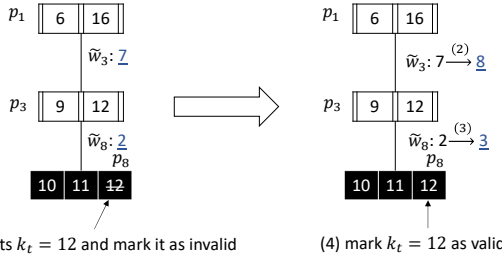 p₁ 6 16
w̃₃: 7
p₃ 9 12
w̃₈: 2
p₈
10 11 12
ts kₜ = 12 and mark it as invalid
p₁ 6 16
w̃₃: 7 (2)⟶ 8
p₃ 9 12
w̃₈: 2 (3)⟶ 3
p₈
10 11 12
(4) mark kₜ = 12 as valid